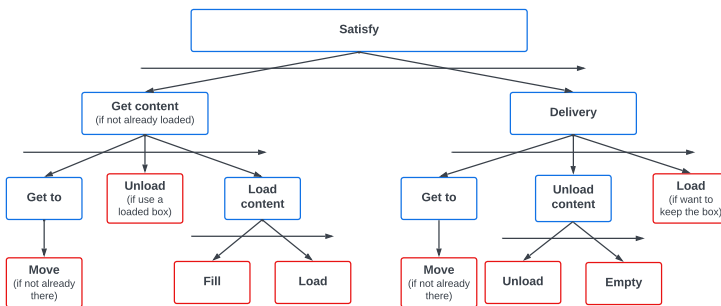 Satisfy
Get content
(if not already loaded)
Delivery
Get to
Unload
(if use a
loaded box)
Load
content
Get to
Unload
content
Load
(if want to
keep the box)
Move
(if not already
there)
Fill
Load
Move
(if not already
there)
Unload
Empty